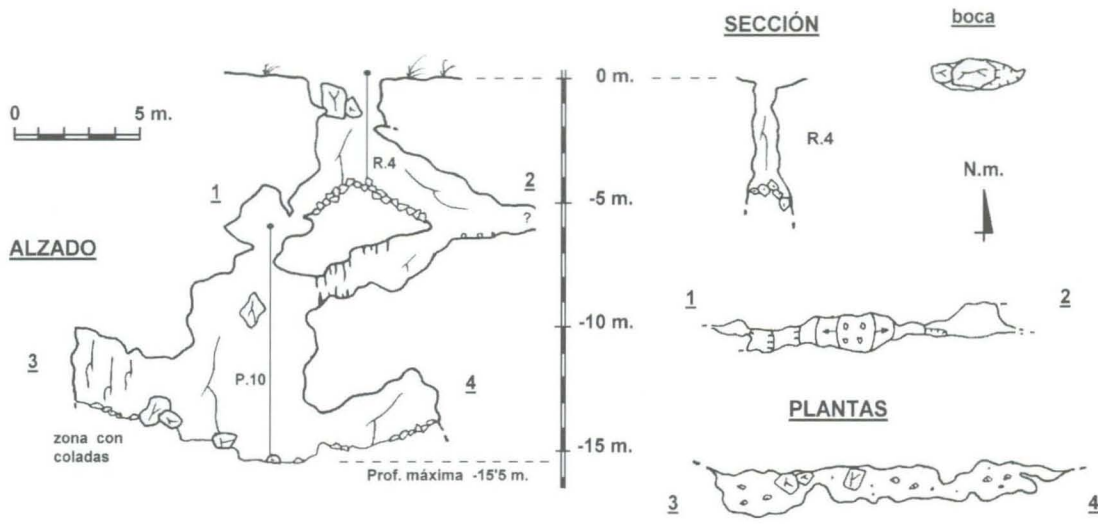 SECCIÓN
boca
0 m.
0 5 m.
R.4
R.4
N.m.
1
2
-5 m.
?
ALZADO
1
2
-10 m.
3
P.10
4
PLANTAS
zona con
coladas
-15 m.
Prof. máxima -15'5 m.
3
4